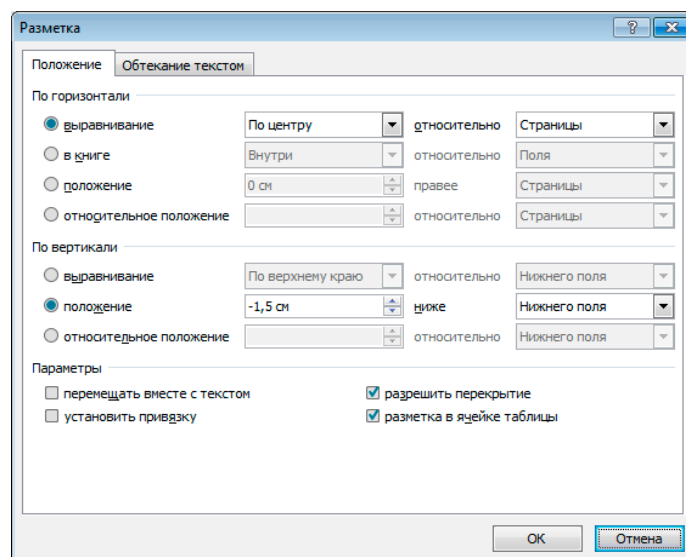 Разметка
Положение Обтекание текстом
По горизонтали
выравнивание По центру относительно Страницы
в книге Внутри относительно Поля
положение 0 см правее Страницы
относительное положение относительно Страницы
По вертикали
выравнивание По верхнему краю относительно Нижнего поля
положение -1,5 см ниже Нижнего поля
относительное положение относительно Нижнего поля
Параметры
перемещать вместе с текстом разрешить перекрытие
установить привязку разметка в ячейке таблицы
ОК Отмена